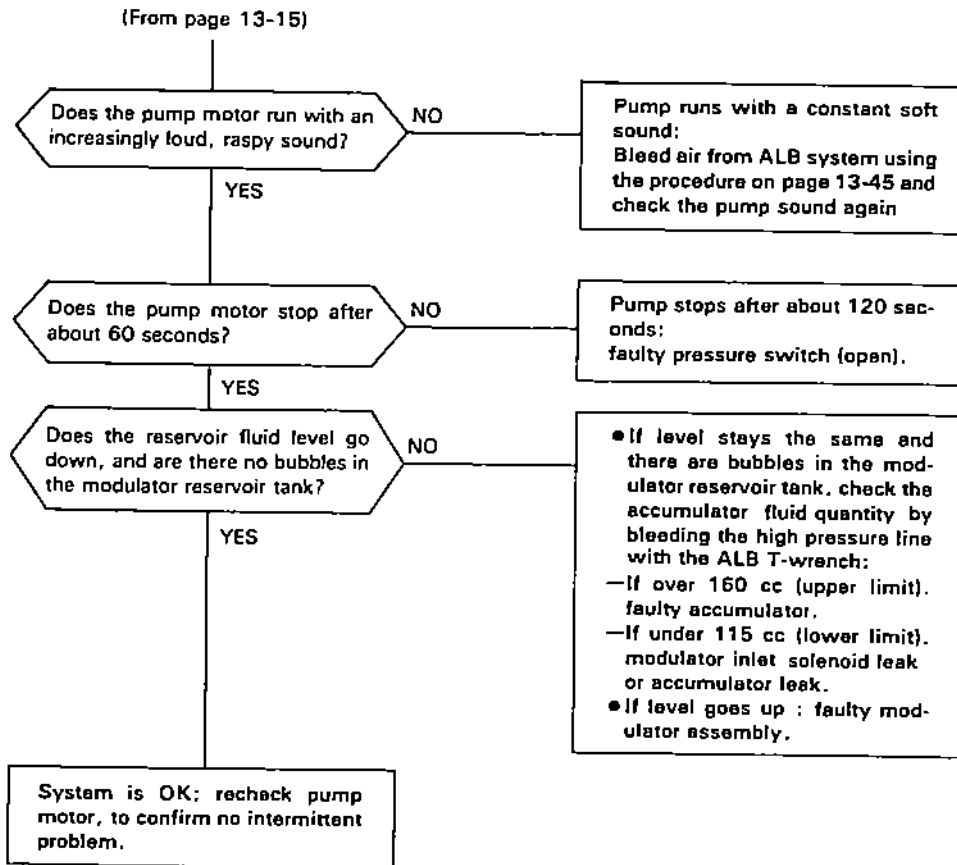 (From page 13-15)
Does the pump motor run with an
increasingly loud, raspy sound?
NO
Pump runs with a constant soft
sound:
Bleed air from ALB system using
the procedure on page 13-45 and
check the pump sound again
YES
Does the pump motor stop after
about 60 seconds?
NO
Pump stops after about 120 sec-
onds:
faulty pressure switch (open).
YES
Does the reservoir fluid level go
down, and are there no bubbles in
the modulator reservoir tank?
NO
●If level stays the same and
there are bubbles in the mod-
ulator reservoir tank, check the
accumulator fluid quantity by
bleeding the high pressure line
with the ALB T-wrench:
—If over 160 cc (upper limit).
faulty accumulator.
—If under 115 cc (lower limit).
modulator inlet solenoid leak
or accumulator leak.
●If level goes up : faulty mod-
ulator assembly.
YES
System is OK; recheck pump
motor, to confirm no intermittent
problem.